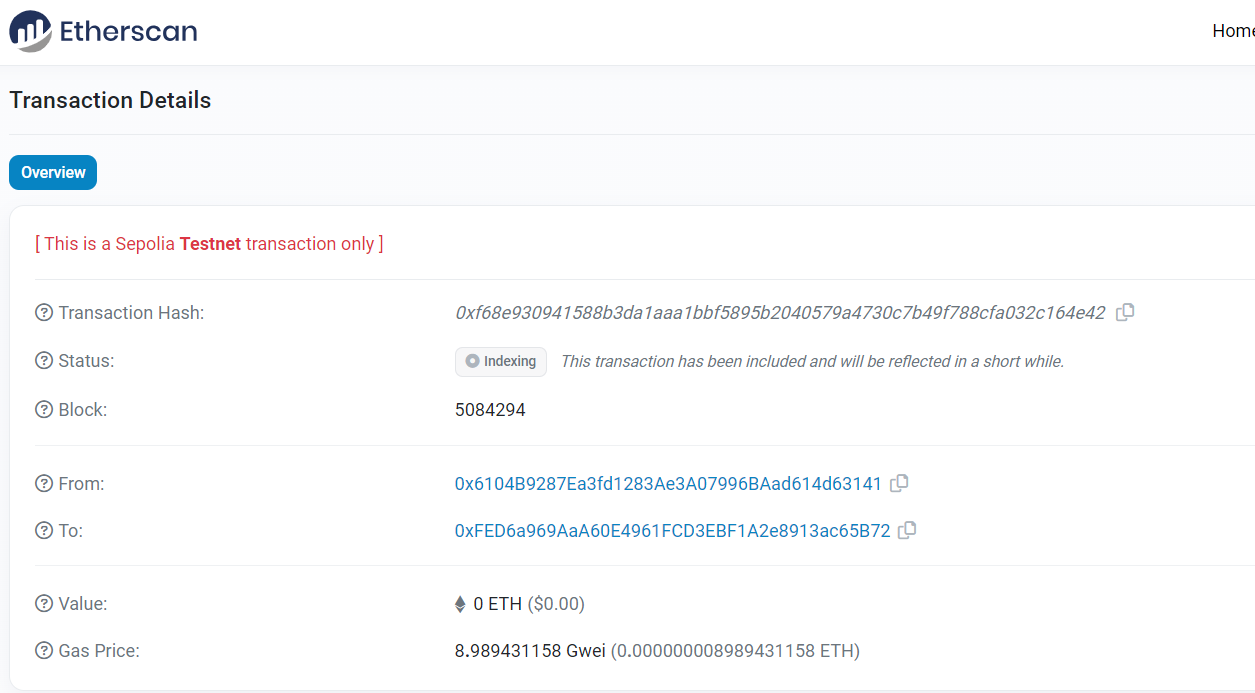 Etherscan
Home
Transaction Details
Overview
[ This is a Sepolia Testnet transaction only ]
Transaction Hash: 0xf68e930941588b3da1aaa1bbf5895b2040579a4730c7b49f788cfa032c164e42
Status: Indexing This transaction has been included and will be reflected in a short while.
Block: 5084294
From: 0x6104B9287Ea3fd1283Ae3A07996BAad614d63141
To: 0xFED6a969AaA60E4961FCD3EBF1A2e8913ac65B72
Value: 0 ETH ($0.00)
Gas Price: 8.989431158 Gwei (0.000000008989431158 ETH)